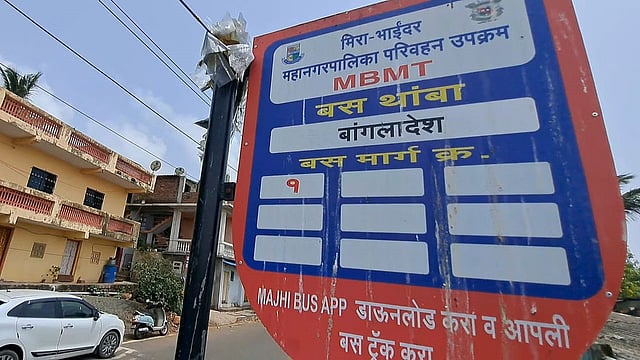 मिरा-भाईंदर
महानगरपालिका परिवहन उपक्रम
MBMT
बस थांबा
बांगलादेश
बस मार्ग क्र.
१
MAJHI BUS APP डाऊनलोड करा व आपली
बस ट्रॅक करा